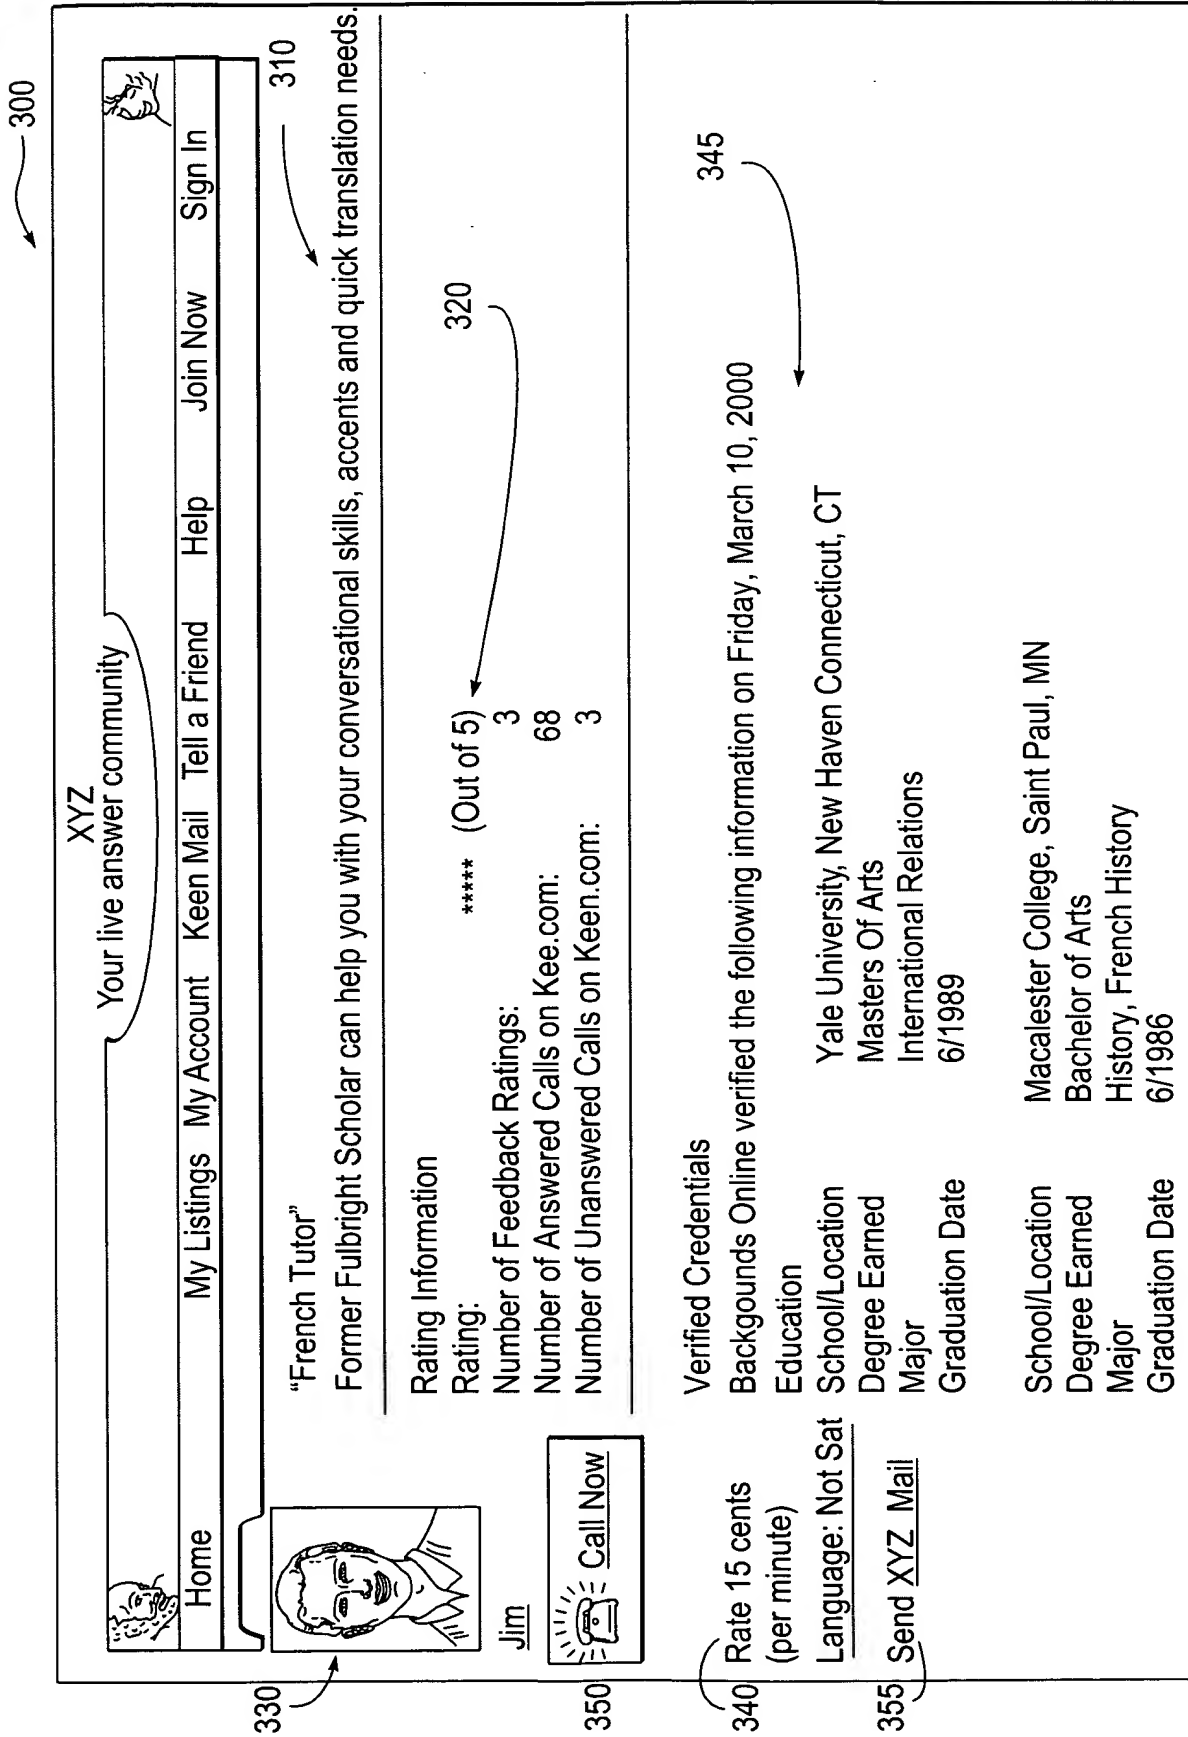 300
XYZ
Your live answer community
Home My Listings My Account Keen Mail Tell a Friend Help Join Now Sign In
330
310
"French Tutor"
Former Fulbright Scholar can help you with your conversational skills, accents and quick translation needs.
Rating Information
Rating: ***** (Out of 5)
320
Number of Feedback Ratings: 3
Number of Answered Calls on Kee.com: 68
Number of Unanswered Calls on Keen.com: 3
Jim
350
Call Now
340
Rate 15 cents
(per minute)
Language: Not Sat
355
Send XYZ Mail
345
Verified Credentials
Backgounds Online verified the following information on Friday, March 10, 2000
Education
School/Location Yale University, New Haven Connecticut, CT
Degree Earned Masters Of Arts
Major International Relations
Graduation Date 6/1989
School/Location Macalester College, Saint Paul, MN
Degree Earned Bachelor of Arts
Major History, French History
Graduation Date 6/1986